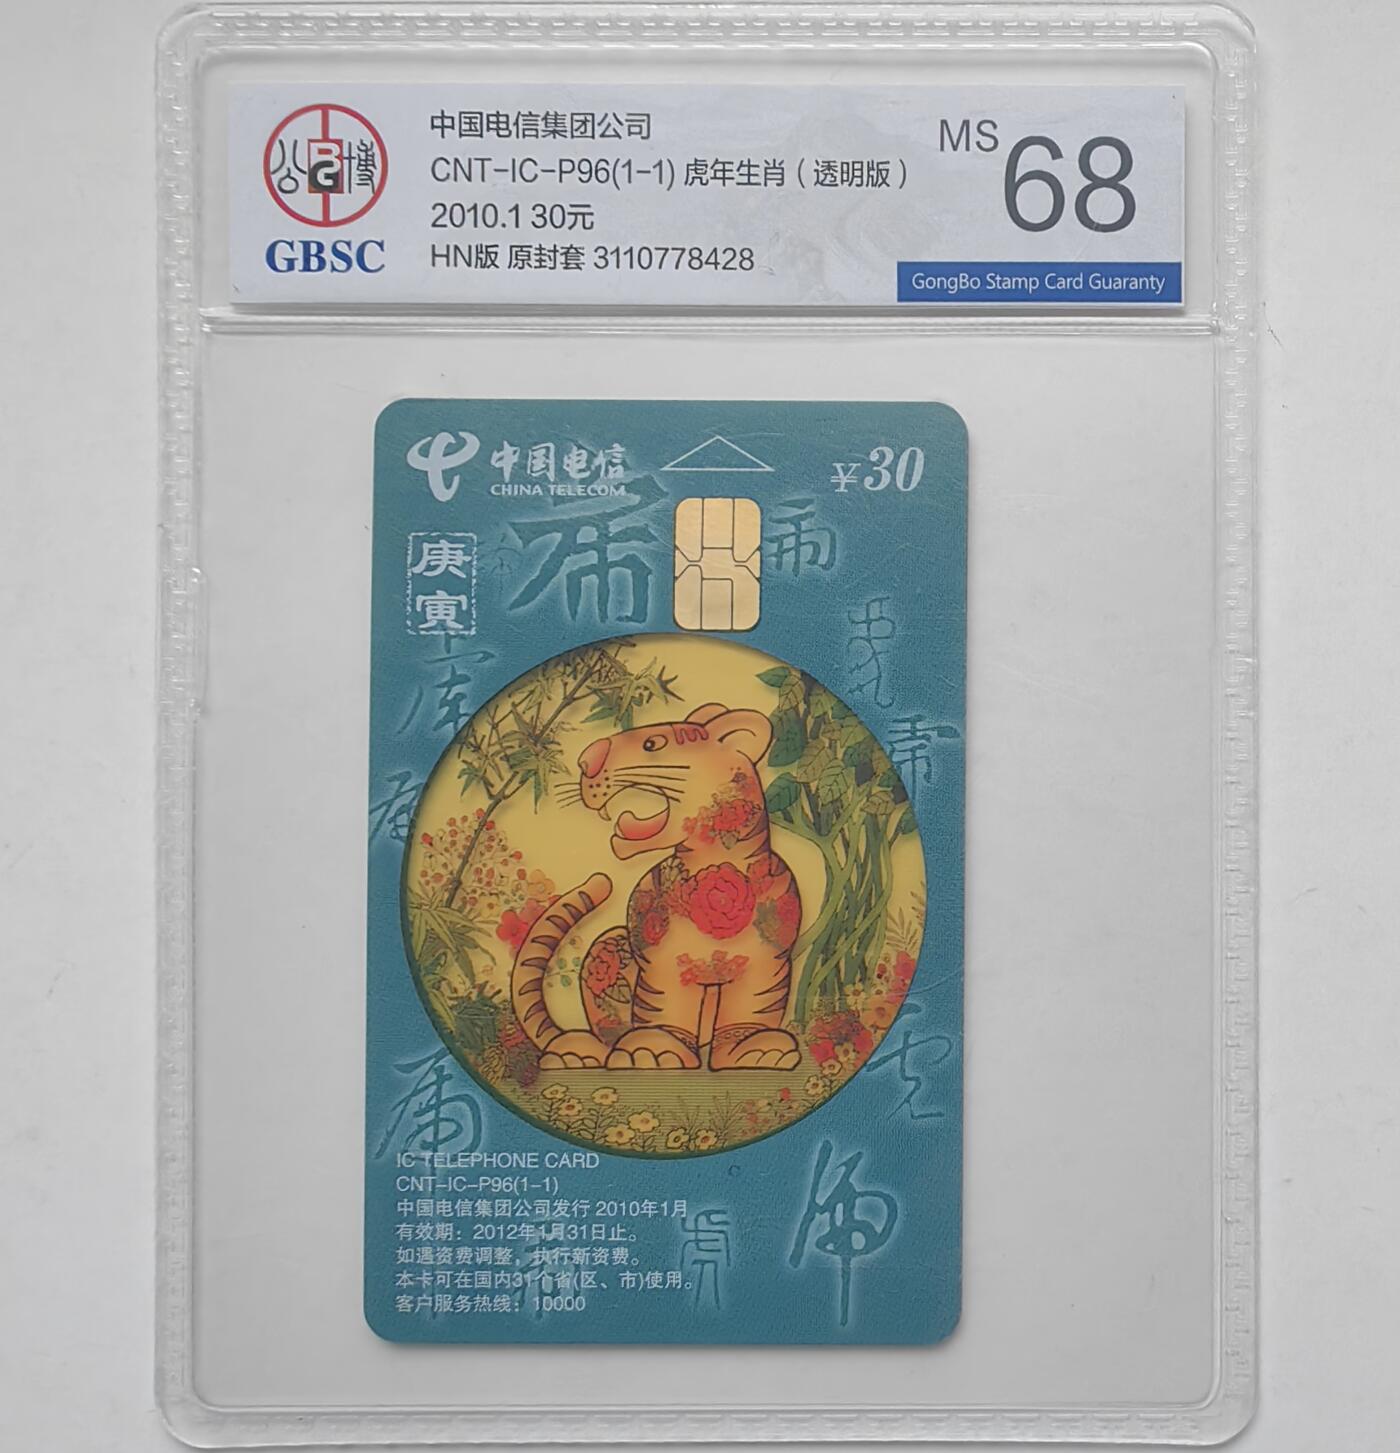 公博
BG
GBSC
中国电信集团公司
CNT-IC-P96(1-1) 虎年生肖（透明版）
2010.1 30元
HN版 原封套 3110778428
MS 68
GongBo Stamp Card Guaranty
中国电信
CHINA TELECOM
¥30
庚寅
IC TELEPHONE CARD
CNT-IC-P96(1-1)
中国电信集团公司发行 2010年1月
有效期：2012年1月31日止。
如遇资费调整，执行新资费。
本卡可在国内31个省(区、市)使用。
客户服务热线：10000